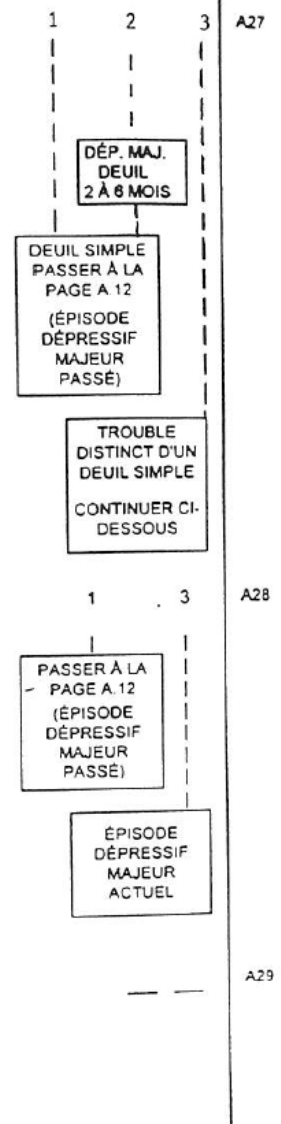 1 2 3 A27
DÉP. MAJ.
DEUIL
2 À 6 MOIS
DEUIL SIMPLE
PASSER À LA
PAGE A.12
(ÉPISODE
DÉPRESSIF
MAJEUR
PASSÉ)
TROUBLE
DISTINCT D'UN
DEUIL SIMPLE
CONTINUER CI-
DESSOUS
1 3 A28
PASSER À LA
PAGE A.12
(ÉPISODE
DÉPRESSIF
MAJEUR
PASSÉ)
ÉPISODE
DÉPRESSIF
MAJEUR
ACTUEL
A29